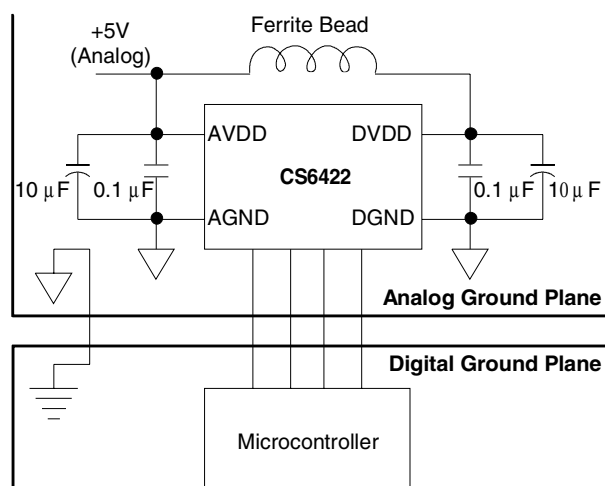 +5V
(Analog)
Ferrite Bead
AVDD
DVDD
CS6422
10 μF
0.1 μF
0.1 μF
10 μF
AGND
DGND
Analog Ground Plane
Digital Ground Plane
Microcontroller